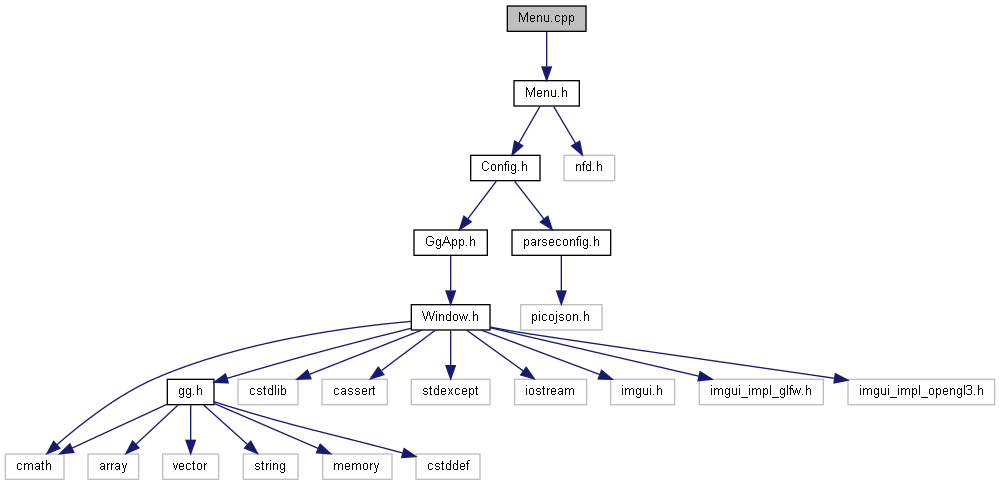 Menu.cpp
Menu.h
Config.h
nfd.h
GgApp.h
parseconfig.h
Window.h
picojson.h
gg.h
cstdlib
cassert
stdexcept
iostream
imgui.h
imgui_impl_glfw.h
imgui_impl_opengl3.h
cmath
array
vector
string
memory
cstddef